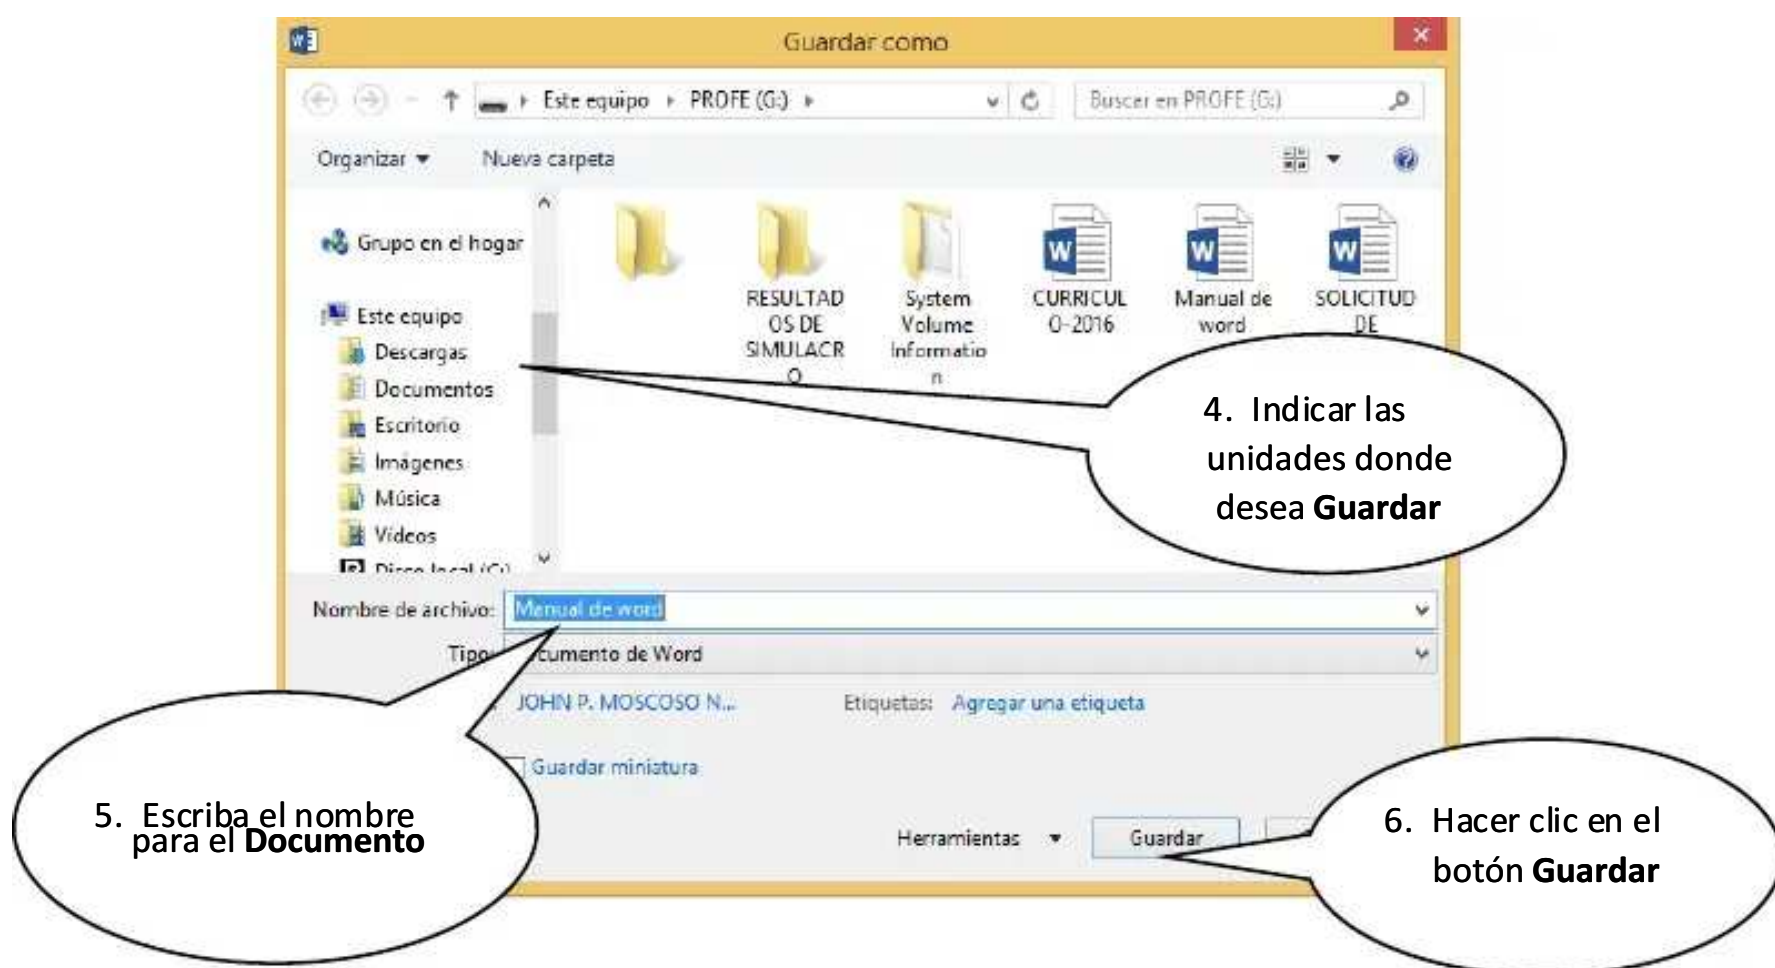 Guardar como
Este equipo ▸ PROFE (G:) ▸
Buscar en PROFE (G:)
Organizar
Nueva carpeta
Grupo en el hogar
Este equipo
Descargas
Documentos
Escritorio
Imágenes
Música
Vídeos
Disco local (C:)
RESULTAD
OS DE
SIMULACR
O
System
Volume
Informatio
n
CURRICUL
O-2016
Manual de
word
SOLICITUD
DE
4. Indicar las
unidades donde
desea Guardar
Nombre de archivo: Manual de word
Tipo: Documento de Word
JOHN P. MOSCOSO N...
Etiquetas: Agregar una etiqueta
Guardar miniatura
5. Escriba el nombre
para el Documento
Herramientas
Guardar
6. Hacer clic en el
botón Guardar